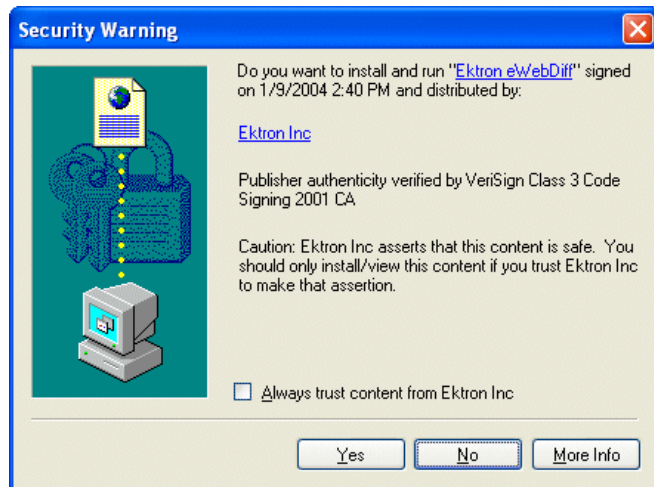 Security Warning
Do you want to install and run "Ektron eWebDiff" signed
on 1/9/2004 2:40 PM and distributed by:
Ektron Inc
Publisher authenticity verified by VeriSign Class 3 Code
Signing 2001 CA
Caution: Ektron Inc asserts that this content is safe.  You
should only install/view this content if you trust Ektron Inc
to make that assertion.
Always trust content from Ektron Inc
Yes
No
More Info